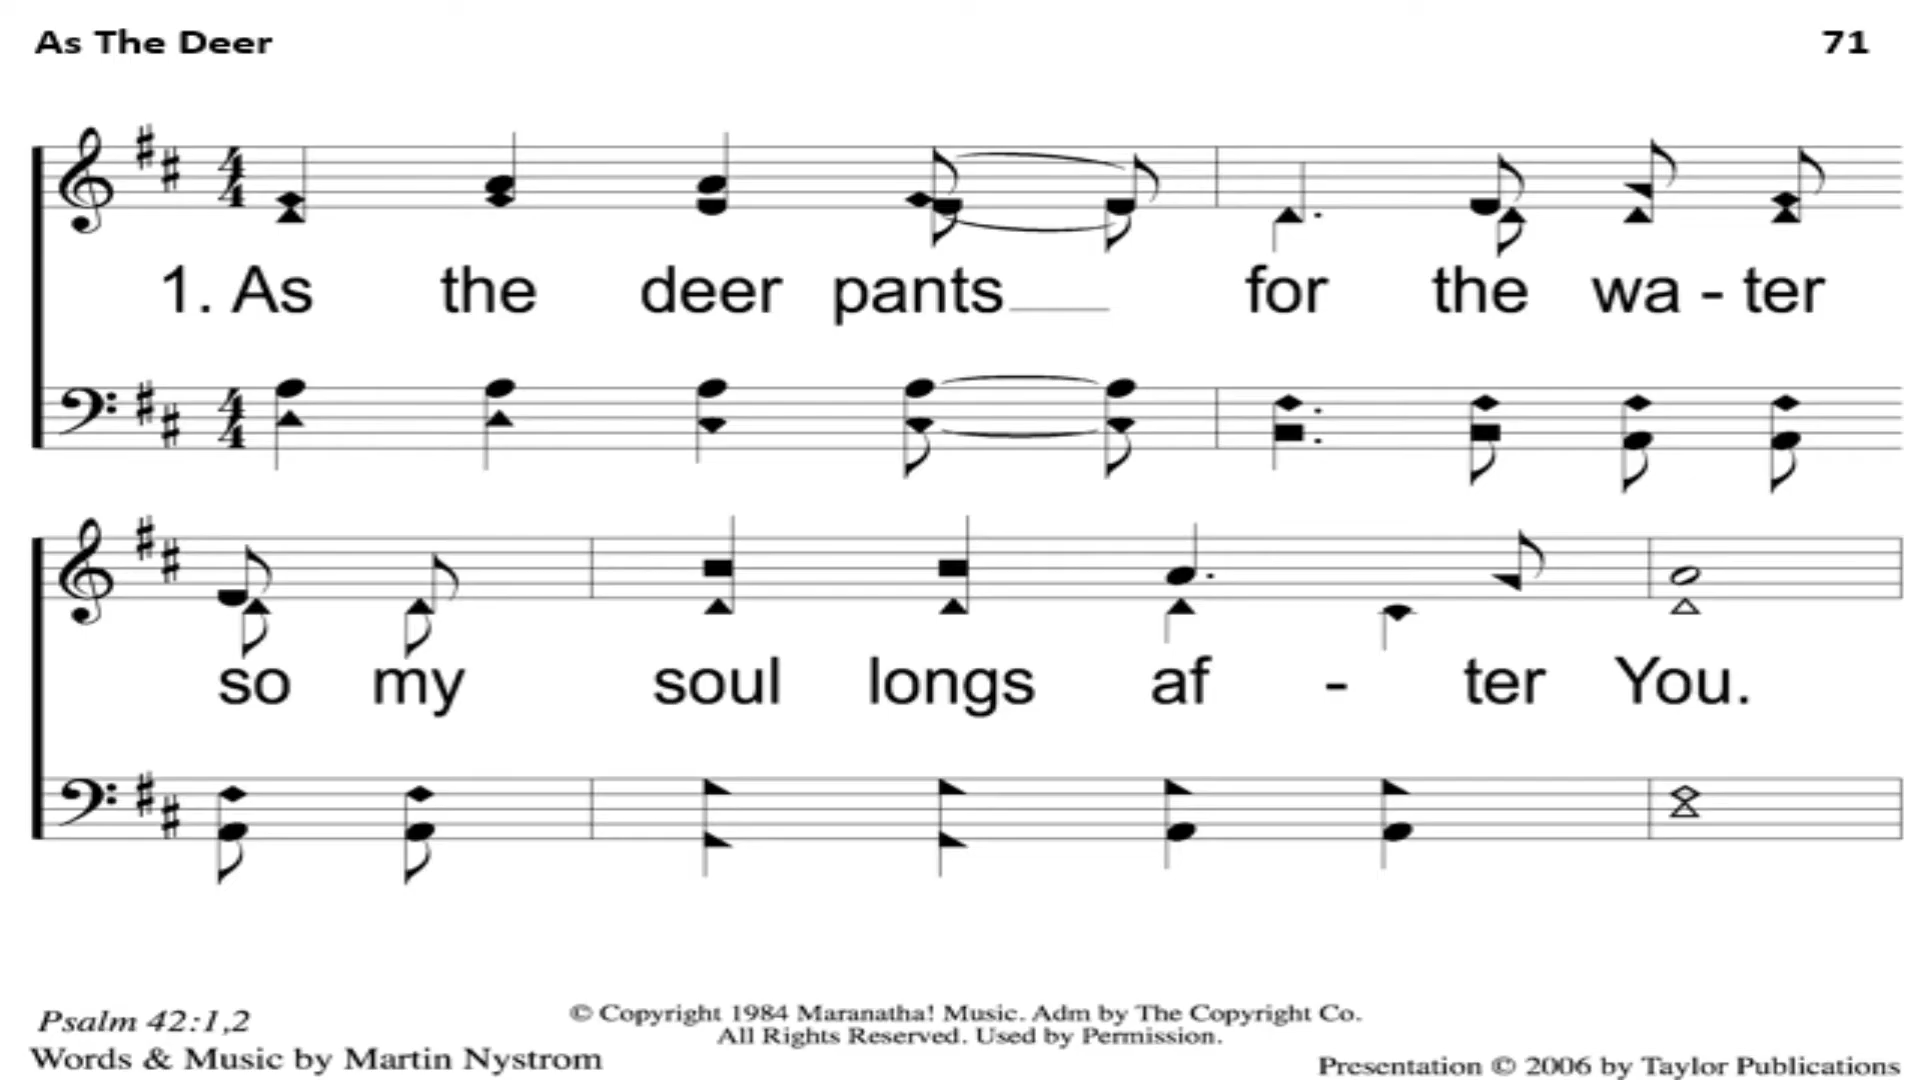 As The Deer 71
1. As the deer pants for the wa - ter
so my soul longs af - ter You.
Psalm 42:1,2
Words & Music by Martin Nystrom
© Copyright 1984 Maranatha! Music. Adm by The Copyright Co.
All Rights Reserved. Used by Permission.
Presentation © 2006 by Taylor Publications